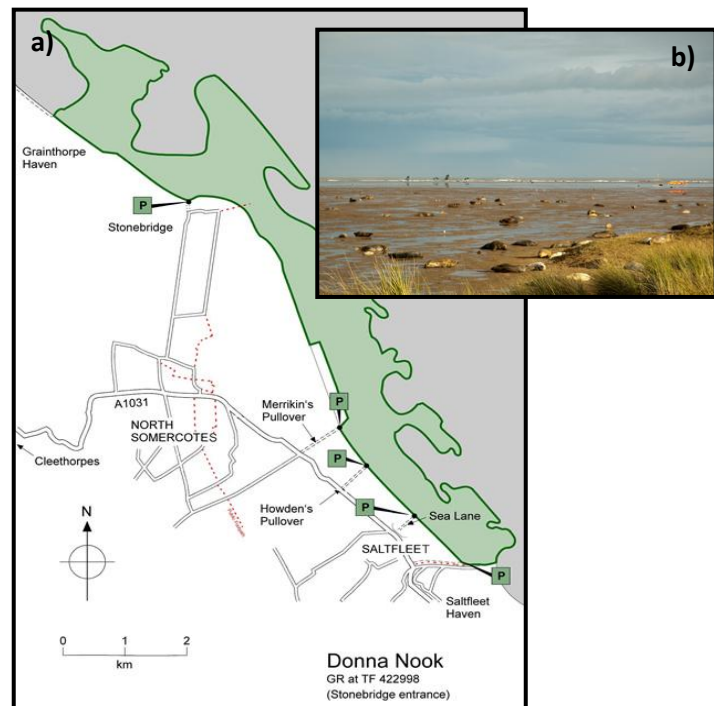 a)
b)
Grainthorpe
Haven
P
Stonebridge
P
Merrikin's
Pullover
A1031
NORTH
SOMERCOTES
P
Cleethorpes
Howden's
Pullover
P
Sea Lane
N
SALTFLEET
P
Saltfleet
Haven
0 1 2
km
Donna Nook
GR at TF 422998
(Stonebridge entrance)